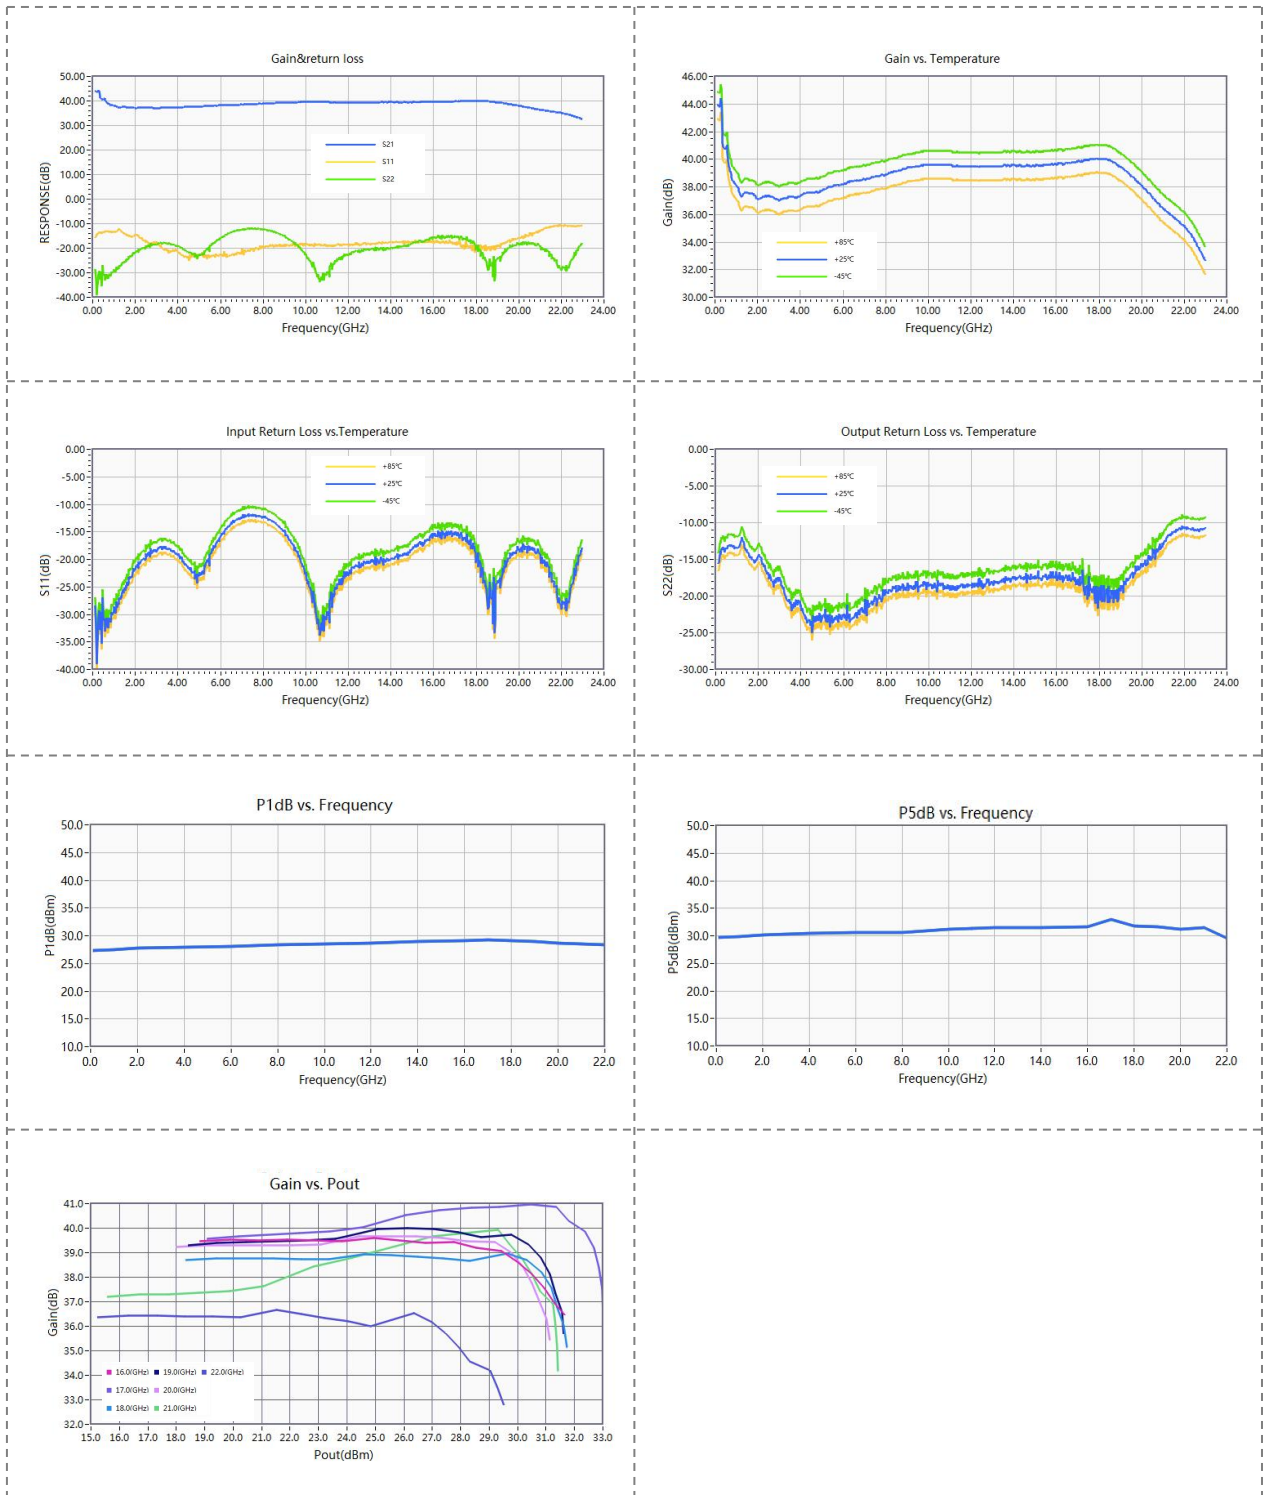 Gain&return loss
50.00
40.00
30.00
20.00
10.00
0.00
-10.00
-20.00
-30.00
-40.00
RESPONSE(dB)
S21
S11
S22
0.00 2.00 4.00 6.00 8.00 10.00 12.00 14.00 16.00 18.00 20.00 22.00 24.00
Frequency(GHz)
Gain vs. Temperature
46.00
44.00
42.00
40.00
38.00
36.00
34.00
32.00
30.00
Gain(dB)
+85℃
+25℃
-45℃
0.00 2.00 4.00 6.00 8.00 10.00 12.00 14.00 16.00 18.00 20.00 22.00 24.00
Frequency(GHz)
Input Return Loss vs.Temperature
0.00
-5.00
-10.00
-15.00
-20.00
-25.00
-30.00
-35.00
-40.00
S11(dB)
+85℃
+25℃
-45℃
0.00 2.00 4.00 6.00 8.00 10.00 12.00 14.00 16.00 18.00 20.00 22.00 24.00
Frequency(GHz)
Output Return Loss vs. Temperature
0.00
-5.00
-10.00
-15.00
-20.00
-25.00
-30.00
S22(dB)
+85℃
+25℃
-45℃
0.00 2.00 4.00 6.00 8.00 10.00 12.00 14.00 16.00 18.00 20.00 22.00 24.00
Frequency(GHz)
P1dB vs. Frequency
50.0
45.0
40.0
35.0
30.0
25.0
20.0
15.0
10.0
P1dB(dBm)
0.0 2.0 4.0 6.0 8.0 10.0 12.0 14.0 16.0 18.0 20.0 22.0
Frequency(GHz)
P5dB vs. Frequency
50.0
45.0
40.0
35.0
30.0
25.0
20.0
15.0
10.0
P5dB(dBm)
0.0 2.0 4.0 6.0 8.0 10.0 12.0 14.0 16.0 18.0 20.0 22.0
Frequency(GHz)
Gain vs. Pout
41.0
40.0
39.0
38.0
37.0
36.0
35.0
34.0
33.0
32.0
Gain(dB)
16.0(GHz) 19.0(GHz) 22.0(GHz)
17.0(GHz) 20.0(GHz)
18.0(GHz) 21.0(GHz)
15.0 16.0 17.0 18.0 19.0 20.0 21.0 22.0 23.0 24.0 25.0 26.0 27.0 28.0 29.0 30.0 31.0 32.0 33.0
Pout(dBm)